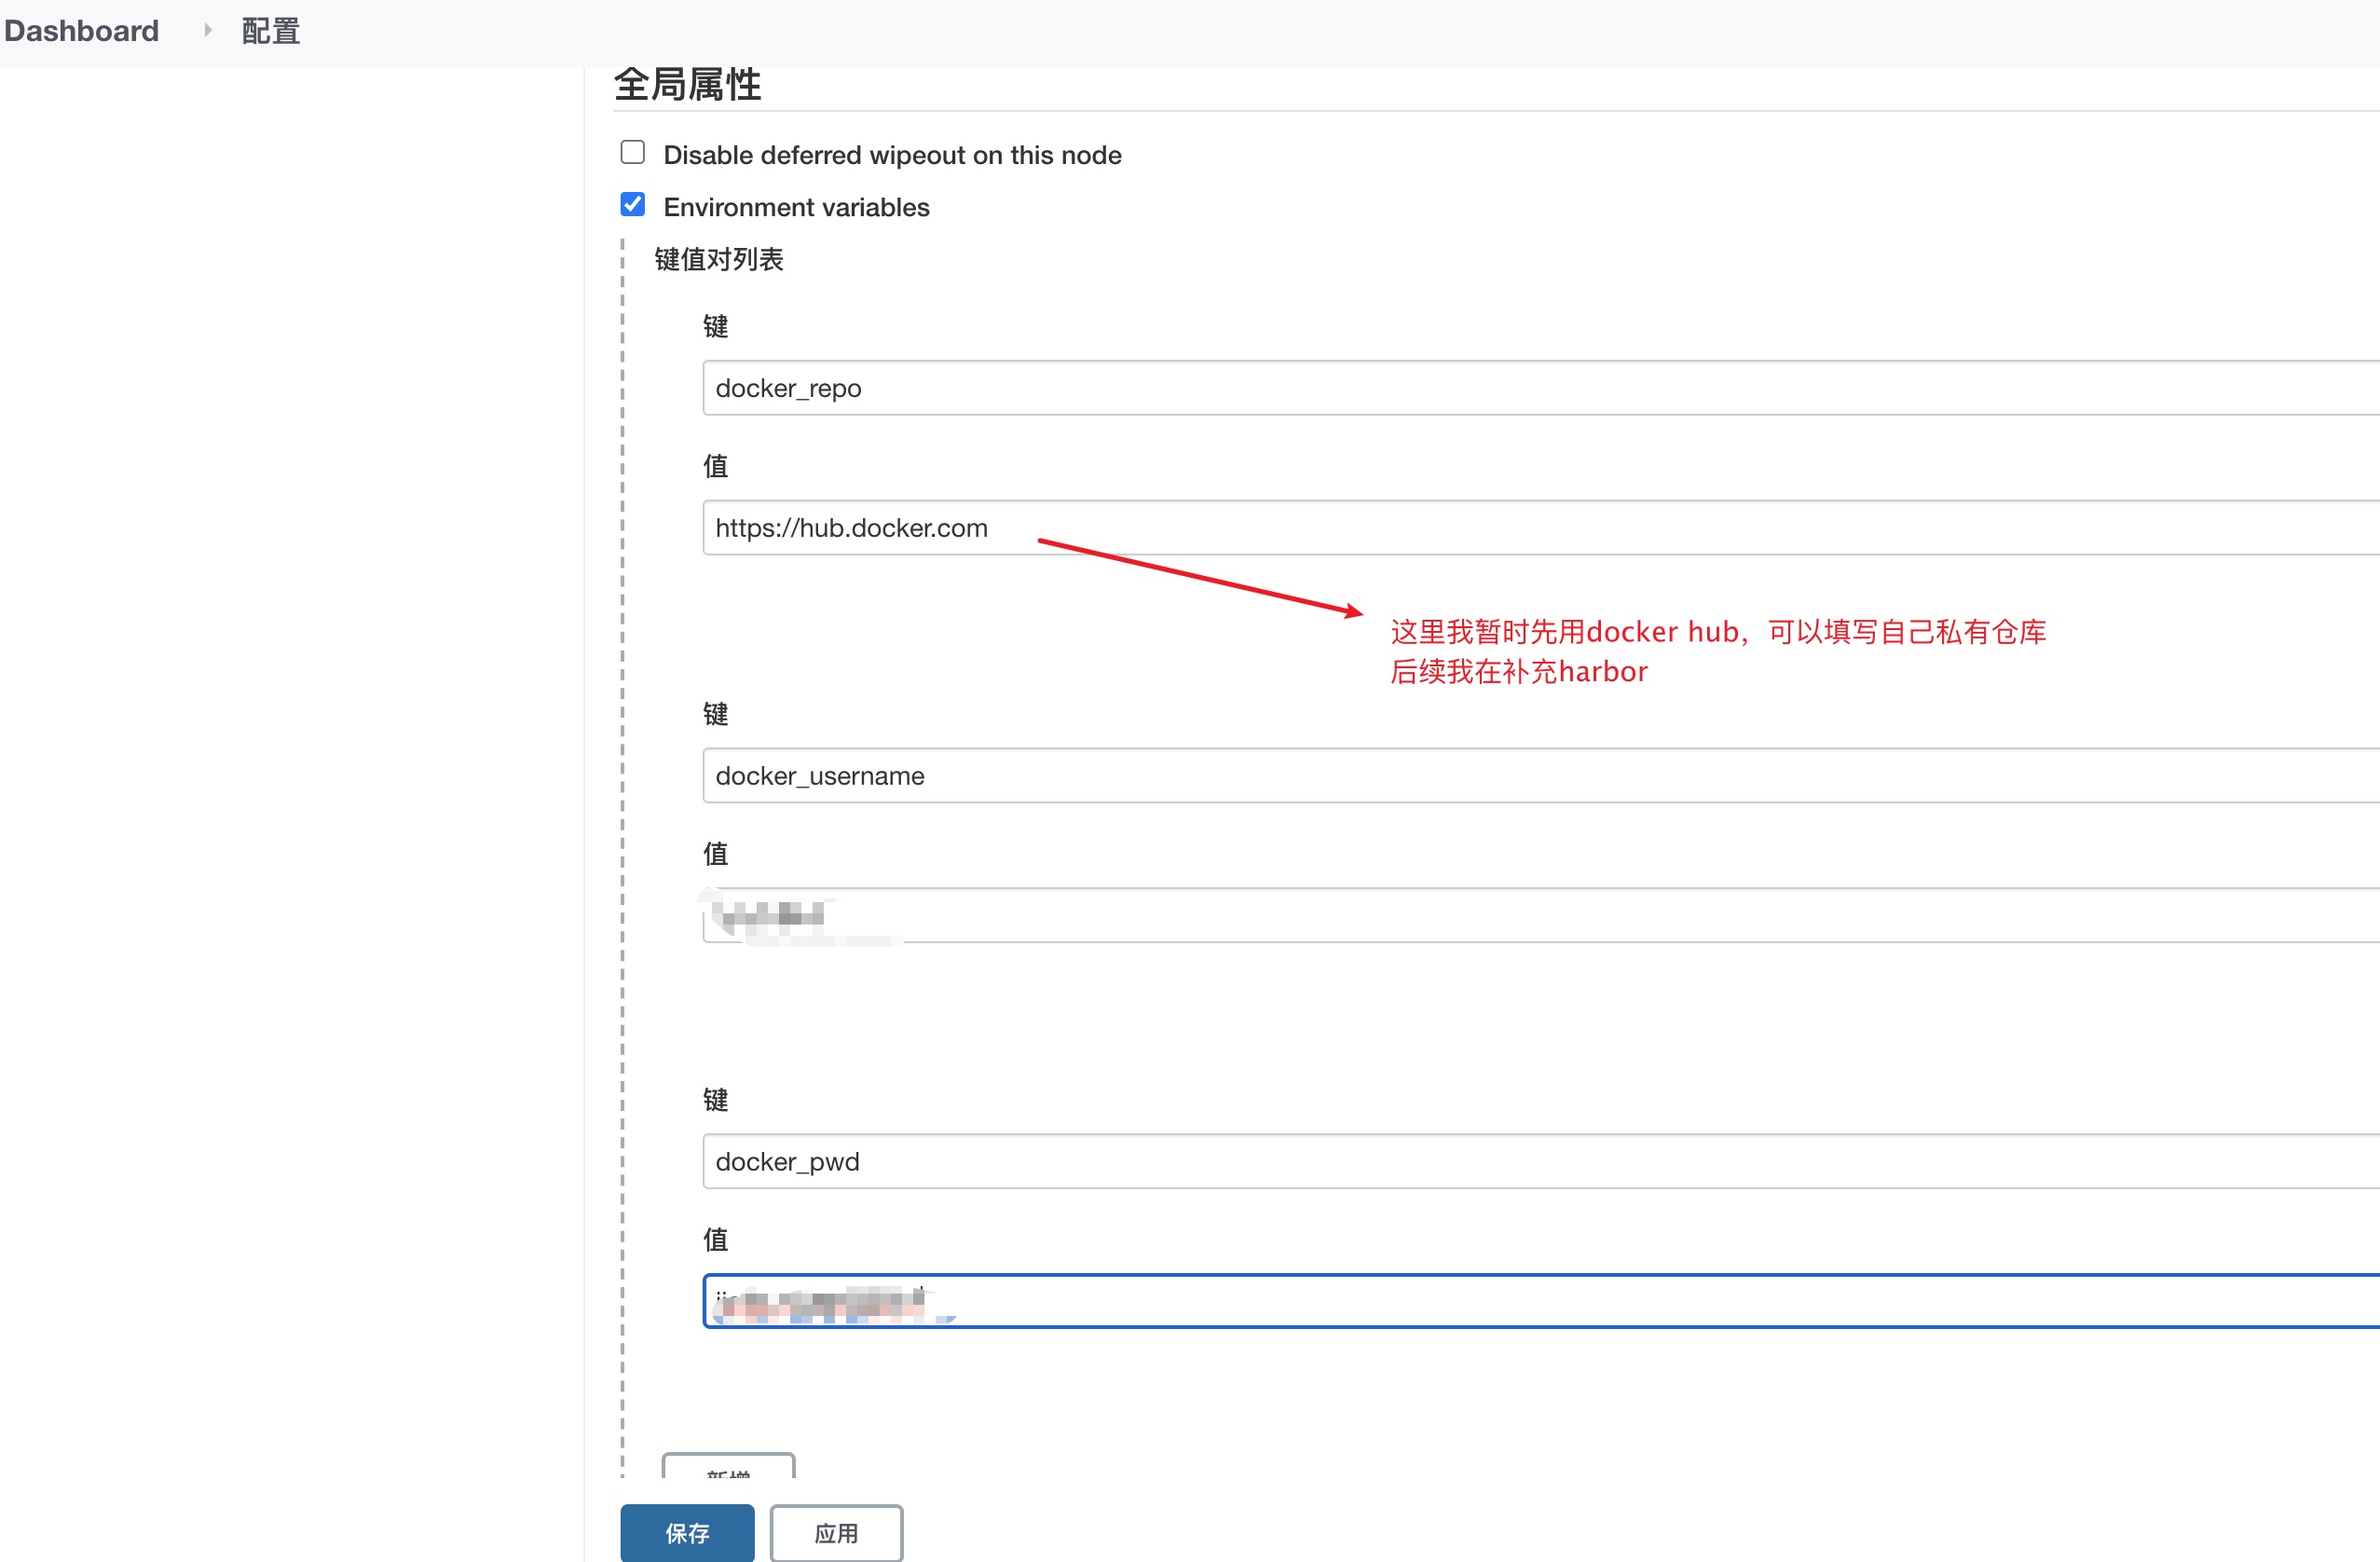 Dashboard 配置
全局属性
Disable deferred wipeout on this node
Environment variables
键值对列表
键
docker_repo
值
https://hub.docker.com
这里我暂时先用docker hub，可以填写自己私有仓库
后续我在补充harbor
键
docker_username
值
键
docker_pwd
值
新增
保存 应用